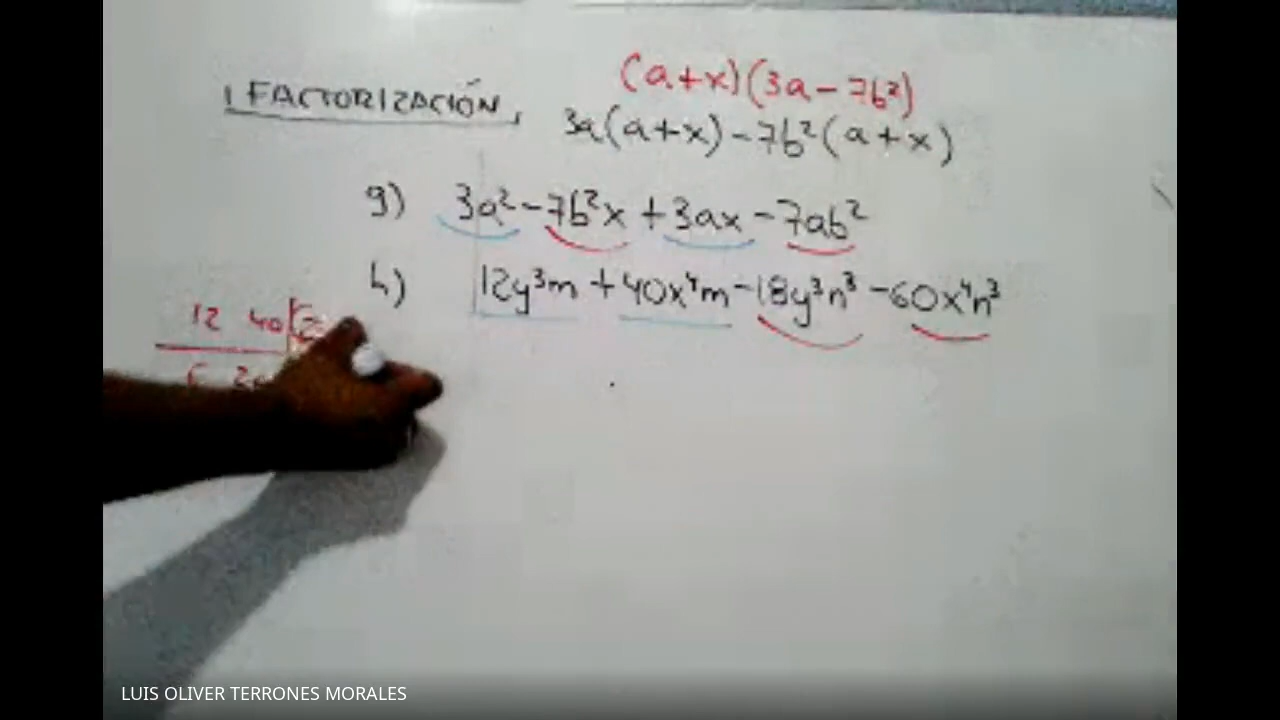 FACTORIZACIÓN
(a+x)(3a-7b²)
3a(a+x)-7b²(a+x)
g) 3a²-7b²x+3ax-7ab²
h) 12y³m+40x⁴m-18y³n³-60x⁴n³
12 40
LUIS OLIVER TERRONES MORALES